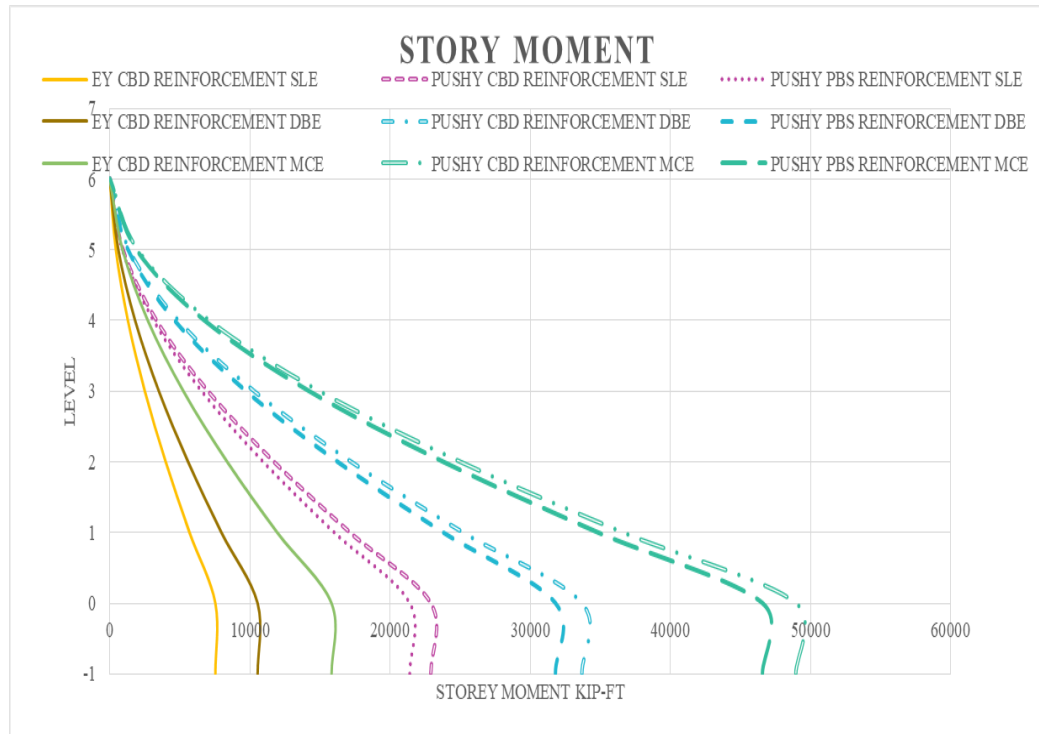 STORY MOMENT
EY CBD REINFORCEMENT SLE PUSHY CBD REINFORCEMENT SLE PUSHY PBS REINFORCEMENT SLE
7
EY CBD REINFORCEMENT DBE PUSHY CBD REINFORCEMENT DBE PUSHY PBS REINFORCEMENT DBE
EY CBD REINFORCEMENT MCE PUSHY CBD REINFORCEMENT MCE PUSHY PBS REINFORCEMENT MCE
6
5
4
3
LEVEL
2
1
0
0 10000 20000 30000 40000 50000 60000
-1
STOREY MOMENT KIP-FT